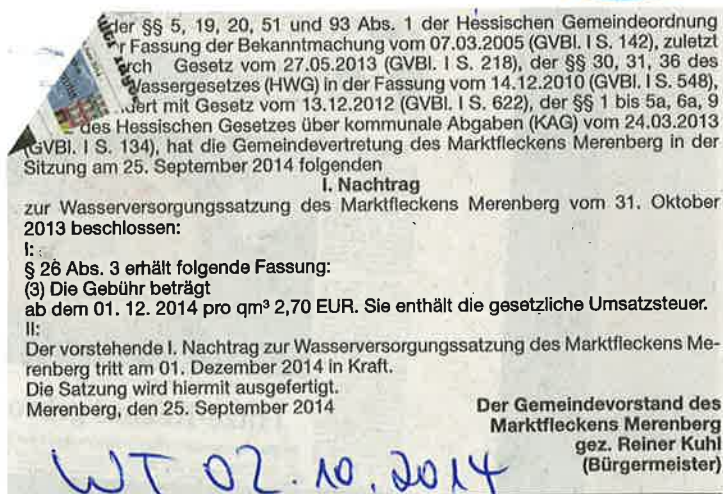 der §§ 5, 19, 20, 51 und 93 Abs. 1 der Hessischen Gemeindeordnung
r Fassung der Bekanntmachung vom 07.03.2005 (GVBl. I S. 142), zuletzt
rch Gesetz vom 27.05.2013 (GVBl. I S. 218), der §§ 30, 31, 36 des
Wassergesetzes (HWG) in der Fassung vom 14.12.2010 (GVBl. I S. 548),
dert mit Gesetz vom 13.12.2012 (GVBl. I S. 622), der §§ 1 bis 5a, 6a, 9
des Hessischen Gesetzes über kommunale Abgaben (KAG) vom 24.03.2013
(GVBl. I S. 134), hat die Gemeindevertretung des Marktfleckens Merenberg in der
Sitzung am 25. September 2014 folgenden
I. Nachtrag
zur Wasserversorgungssatzung des Marktfleckens Merenberg vom 31. Oktober
2013 beschlossen:
I:
§ 26 Abs. 3 erhält folgende Fassung:
(3) Die Gebühr beträgt
ab dem 01. 12. 2014 pro qm³ 2,70 EUR. Sie enthält die gesetzliche Umsatzsteuer.
II:
Der vorstehende I. Nachtrag zur Wasserversorgungssatzung des Marktfleckens Me-
renberg tritt am 01. Dezember 2014 in Kraft.
Die Satzung wird hiermit ausgefertigt.
Merenberg, den 25. September 2014
Der Gemeindevorstand des
Marktfleckens Merenberg
gez. Reiner Kuhl
(Bürgermeister)
WT 02.10.2014